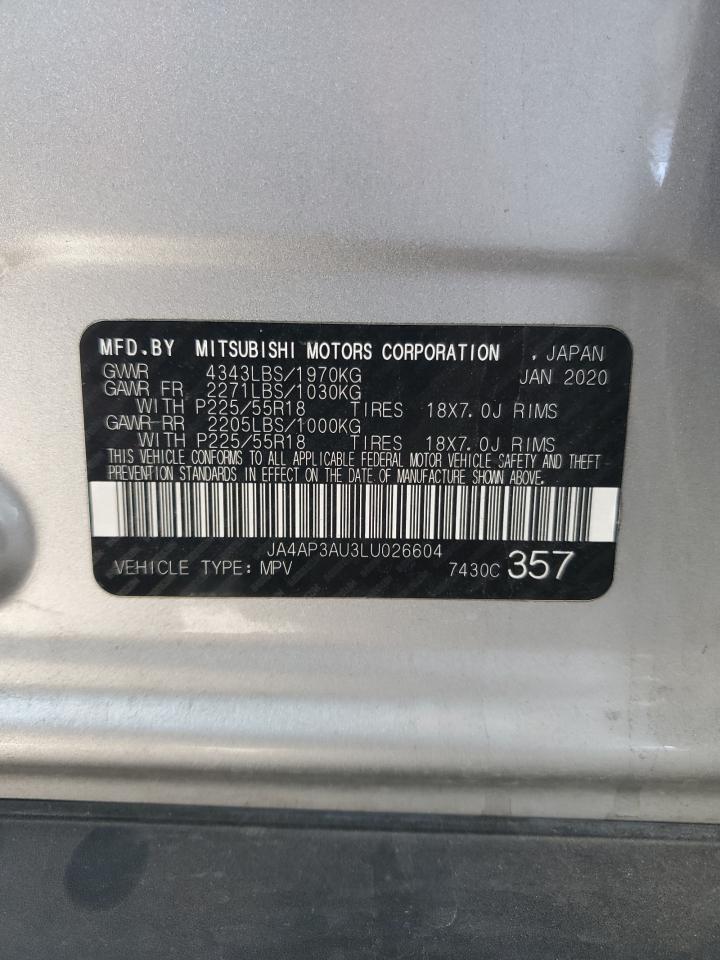 MFD.BY MITSUBISHI MOTORS CORPORATION , JAPAN
GVWR 4343LBS/1970KG JAN 2020
GAWR FR 2271LBS/1030KG
WITH P225/55R18 TIRES 18X7.0J RIMS
GAWR-RR 2205LBS/1000KG
WITH P225/55R18 TIRES 18X7.0J RIMS
THIS VEHICLE CONFORMS TO ALL APPLICABLE FEDERAL MOTOR VEHICLE SAFETY AND THEFT
PREVENTION STANDARDS IN EFFECT ON THE DATE OF MANUFACTURE SHOWN ABOVE.
JA4AP3AU3LU026604
VEHICLE TYPE: MPV 7430C 357